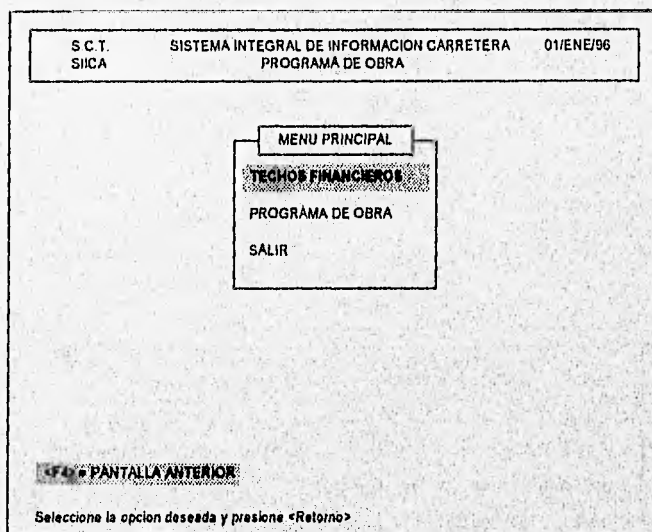 S.C.T. SISTEMA INTEGRAL DE INFORMACION CARRETERA 01/ENE/96
SIICA PROGRAMA DE OBRA
MENU PRINCIPAL
TECHOS FINANCIEROS
PROGRAMA DE OBRA
SALIR
<F4> = PANTALLA ANTERIOR
Seleccione la opcion deseada y presione <Retorno>